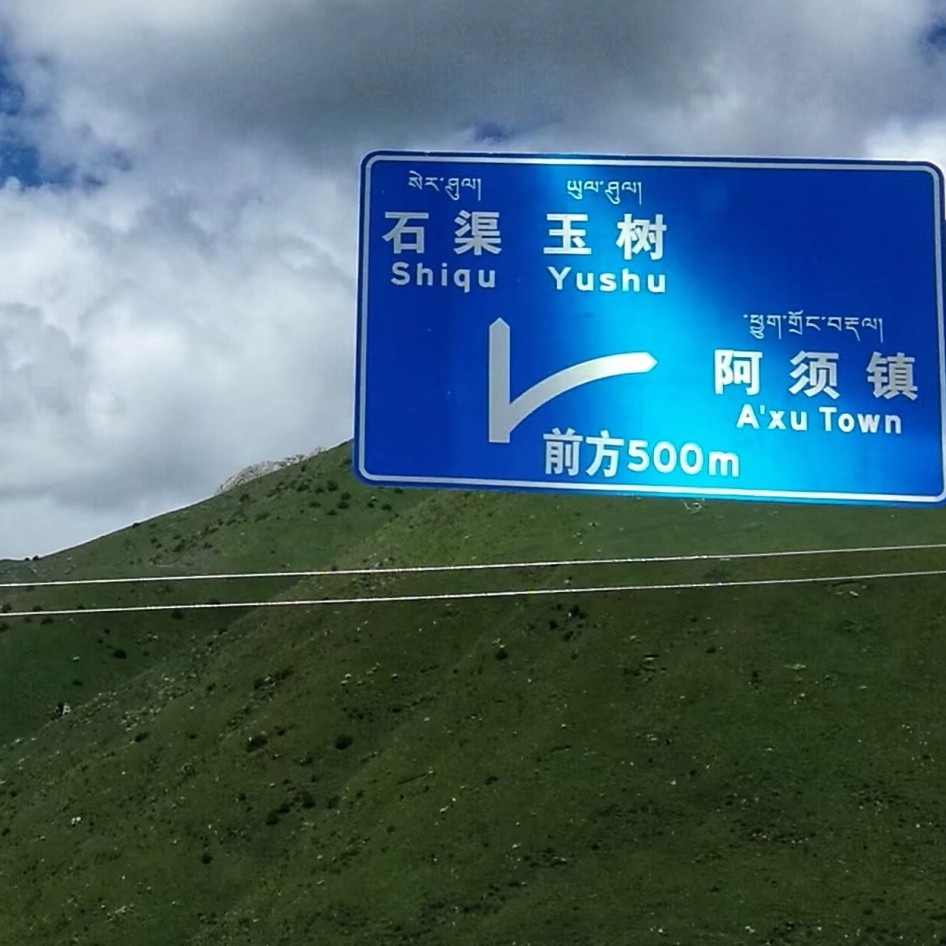 སེར་ཤུལ། ཡུལ་ཤུལ།
石渠 玉树
Shiqu Yushu
阿须镇
A'xu Town
前方500m